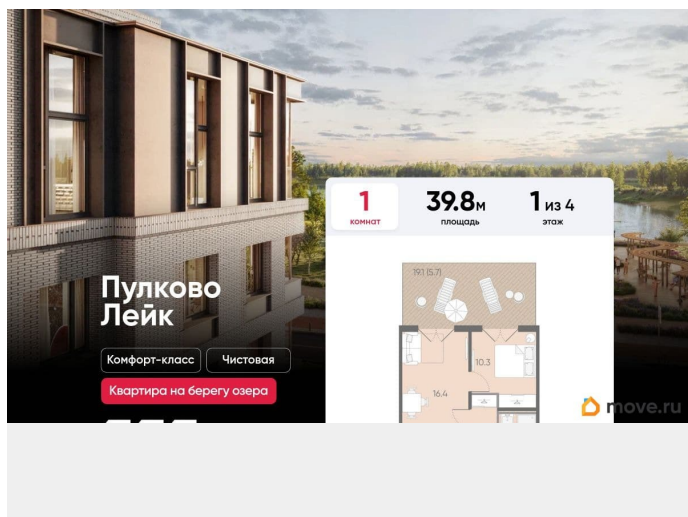 1
комнат
39.8м
площадь
1 из 4
этаж
19.1 (5.7)
10.3
16.4
Пулково
Лейк
Комфорт-класс
Чистовая
Квартира на берегу озера
move.ru